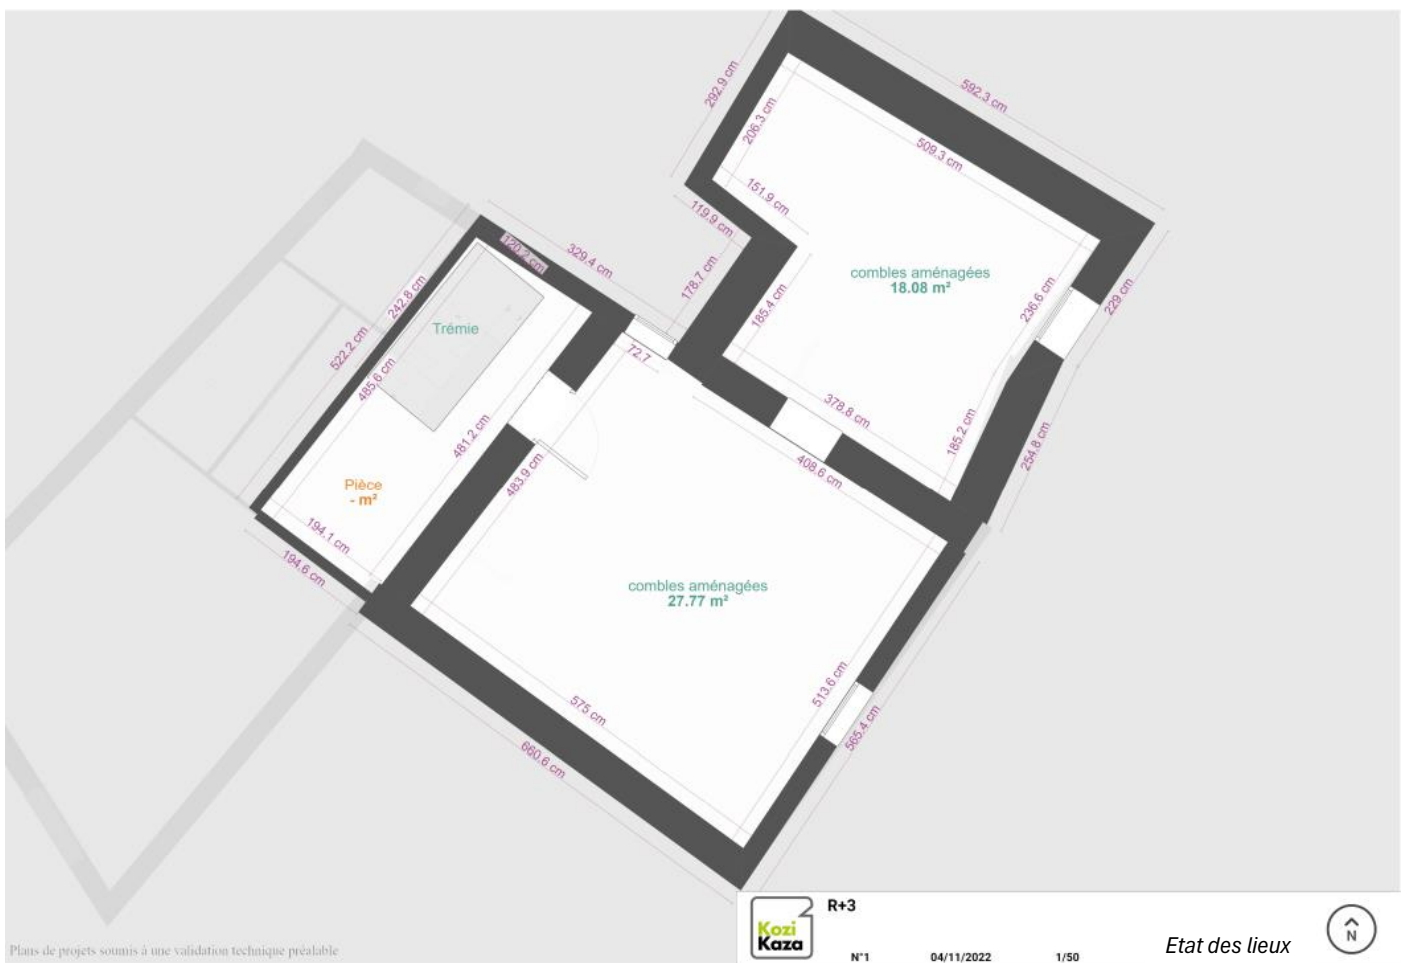 592.3 cm
292.9 cm
206.3 cm
509.3 cm
151.9 cm
119.9 cm
329.4 cm
120.2 cm
178.7 cm
185.4 cm
combles aménagées
18.08 m²
236.6 cm
229 cm
242.8 cm
522.2 cm
485.6 cm
Trémie
72.7
378.8 cm
185.2 cm
254.8 cm
481.2 cm
483.9 cm
408.6 cm
Pièce
- m²
194.1 cm
194.6 cm
combles aménagées
27.77 m²
513.6 cm
565.4 cm
575 cm
660.6 cm
Plans de projets soumis à une validation technique préalable
Kozi
Kaza
R+3
N°1 04/11/2022 1/50
Etat des lieux
N